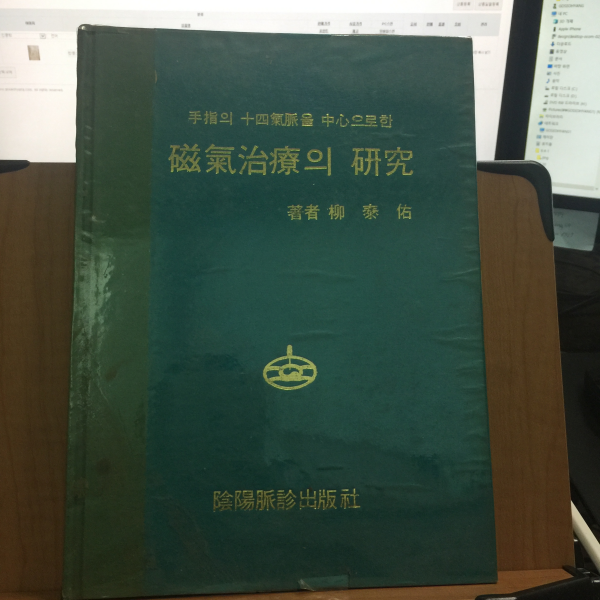 手指의 十四氣脈을 中心으로한
磁氣治療의 硏究
著者 柳 泰 佑
陰陽脈診出版社